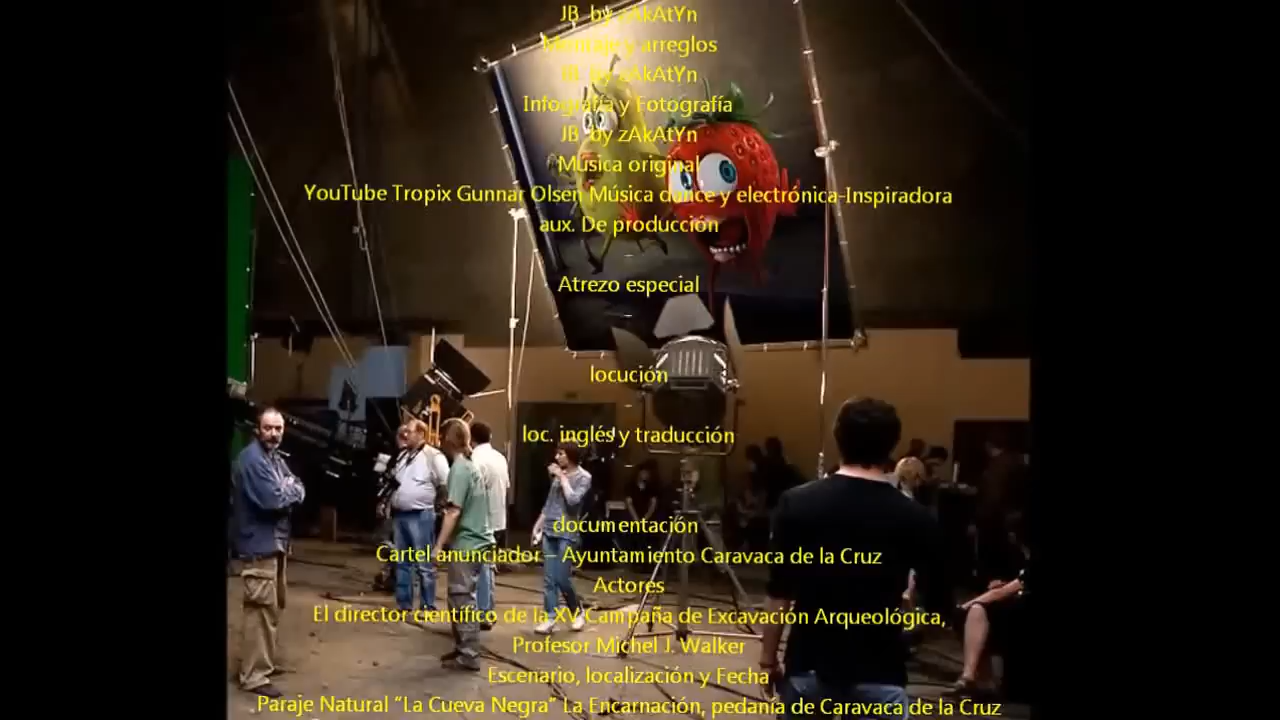 JB by zAkAtYn
Montaje y arreglos
JB by zAkAtYn
Infografía y Fotografía
JB by zAkAtYn
Música original
YouTube Tropix Gunnar Olsen Música dance y electrónica-Inspiradora
aux. De producción
–
Atrezo especial
–
locución
–
loc. inglés y traducción
–
documentación
Cartel anunciador – Ayuntamiento Caravaca de la Cruz
Actores
El director científico de la XV Campaña de Excavación Arqueológica,
Profesor Michel J. Walker
Escenario, localización y Fecha
Paraje Natural “La Cueva Negra” La Encarnación, pedanía de Caravaca de la Cruz